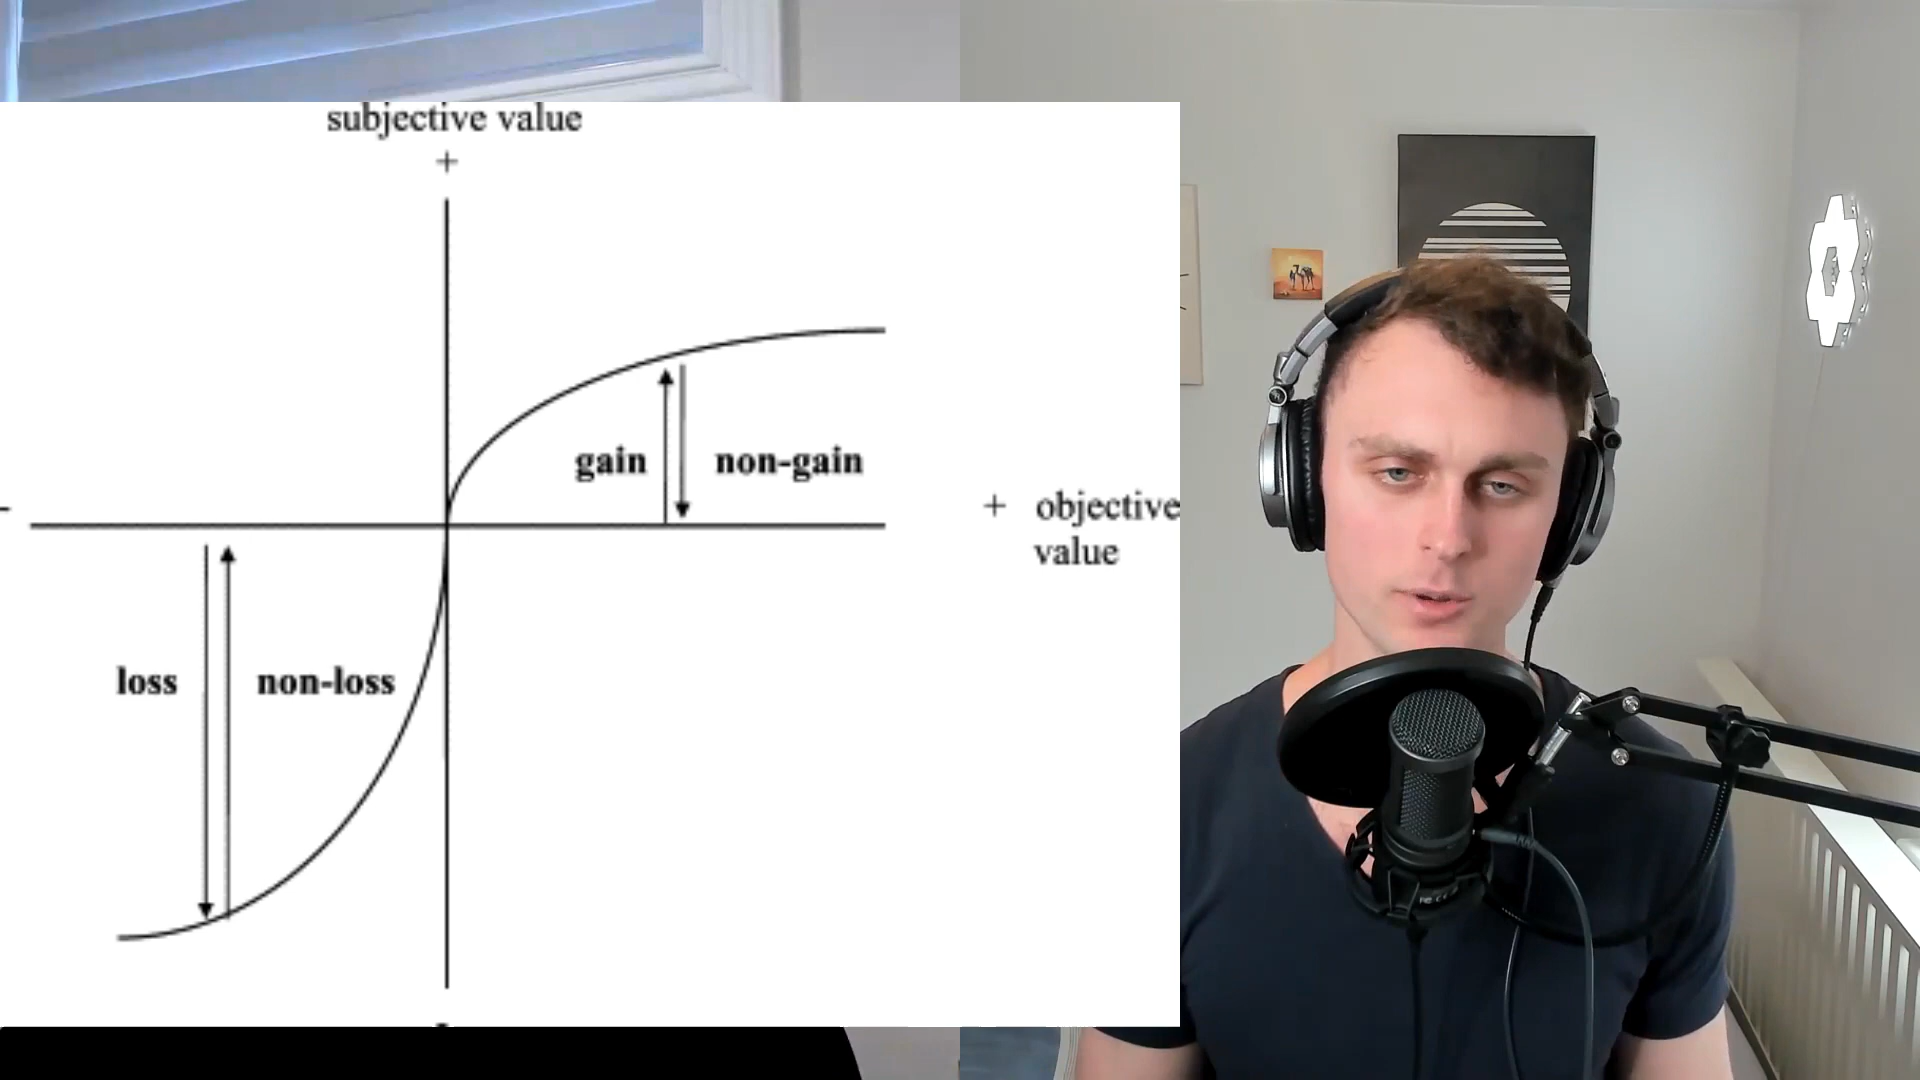 subjective value
+
gain non-gain
- + objective
value
loss non-loss
-